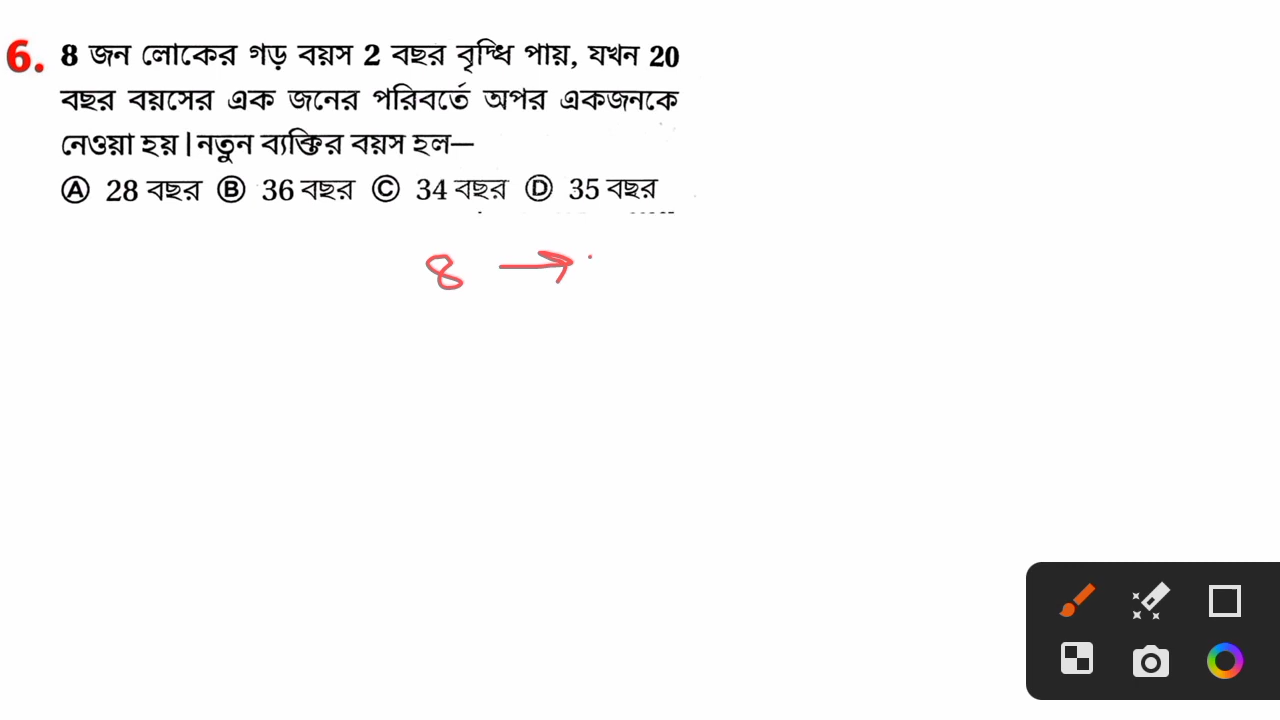 6. 8 জন লোকের গড় বয়স 2 বছর বৃদ্ধি পায়, যখন 20
বছর বয়সের এক জনের পরিবর্তে অপর একজনকে
নেওয়া হয়।নতুন ব্যক্তির বয়স হল—
Ⓐ 28 বছর Ⓑ 36 বছর Ⓒ 34 বছর Ⓓ 35 বছর
8 →